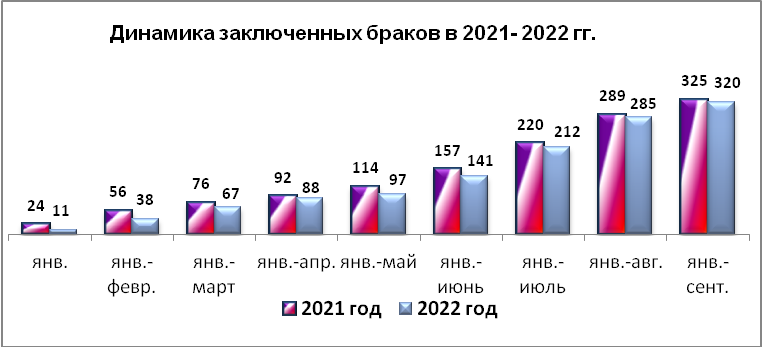 Динамика заключенных браков в 2021- 2022 гг.
24 11 56 38 76 67 92 88 114 97 157 141 220 212 289 285 325 320
янв. янв.- янв.- янв.-апр. янв.-май янв.- янв.- янв.-авг. янв.-
февр. март июнь июль сент.
2021 год 2022 год